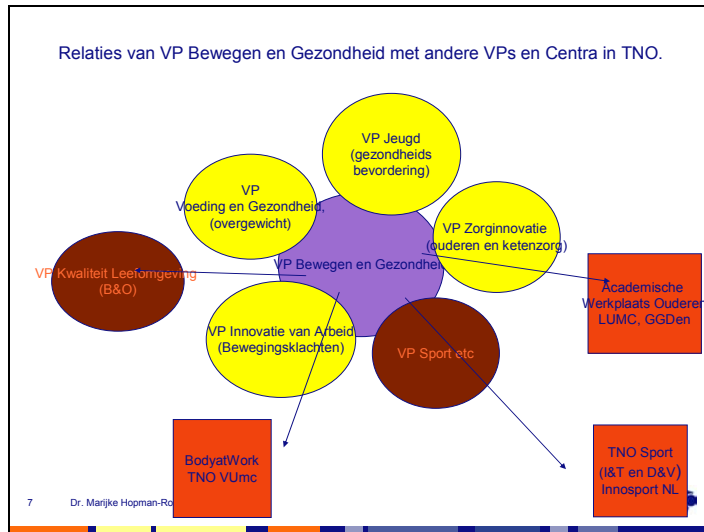 Relaties van VP Bewegen en Gezondheid met andere VPs en Centra in TNO.
VP Jeugd
(gezondheids
bevordering)
VP
Voeding en Gezondheid,
(overgewicht)
VP Zorginnovatie
(ouderen en ketenzorg)
VP Bewegen en Gezondheid
VP Kwaliteit Leefomgeving
(B&O)
Academische
Werkplaats Ouderen
LUMC, GGDen
VP Innovatie van Arbeid
(Bewegingsklachten)
VP Sport etc
BodyatWork
TNO VUmc
TNO Sport
(I&T en D&V)
Innosport NL
7 Dr. Marijke Hopman-Ro